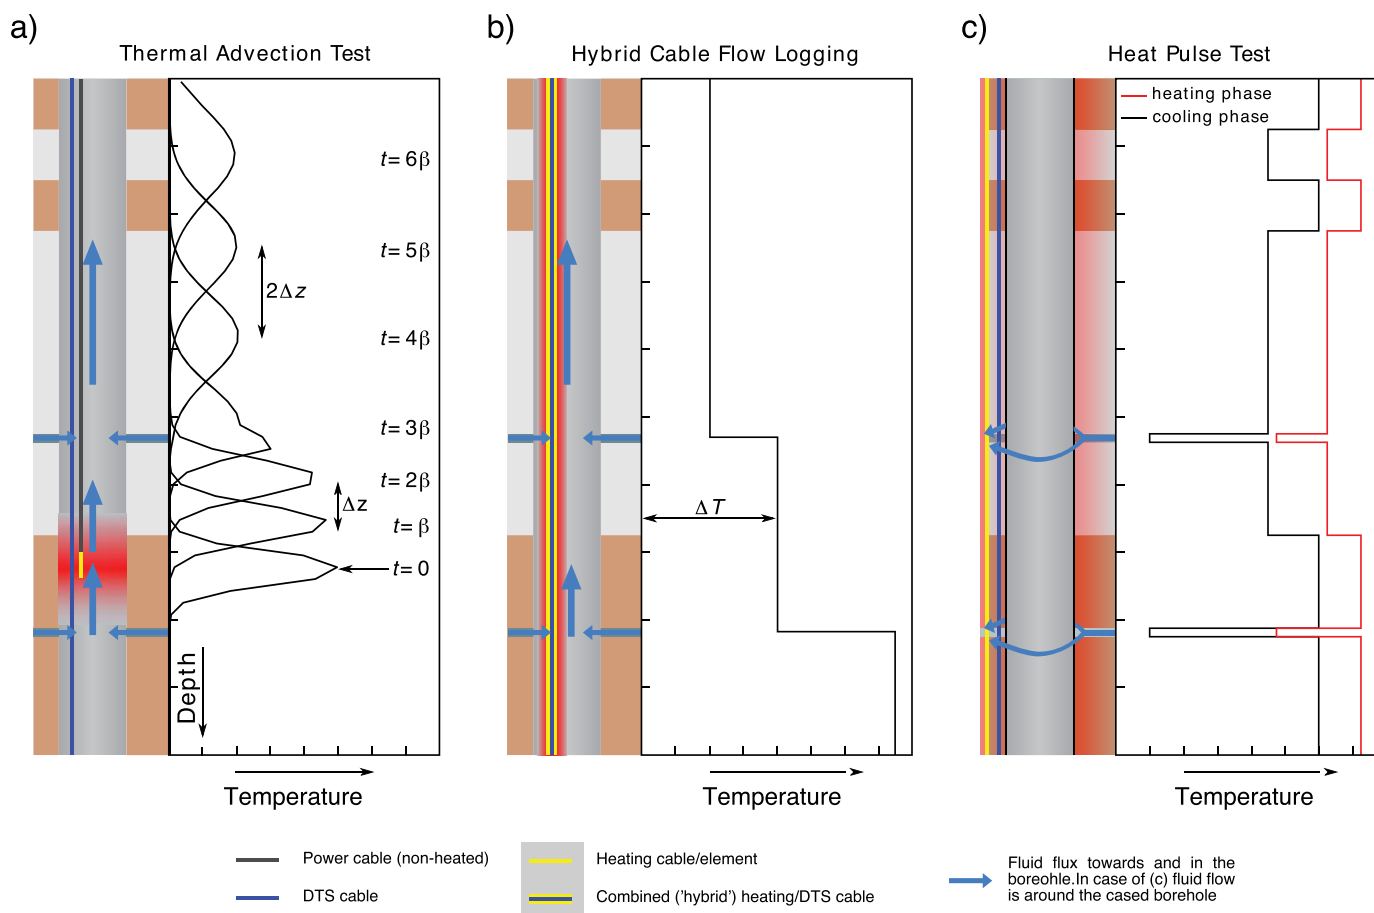 a)
Thermal Advection Test
t= 6β
t= 5β
2Δz
t= 4β
t= 3β
t= 2β
Δz
t= β
t= 0
Depth
Temperature
b)
Hybrid Cable Flow Logging
ΔT
Temperature
c)
Heat Pulse Test
heating phase
cooling phase
Temperature
Power cable (non-heated)
DTS cable
Heating cable/element
Combined ('hybrid') heating/DTS cable
Fluid flux towards and in the
boreohle.In case of (c) fluid flow
is around the cased borehole